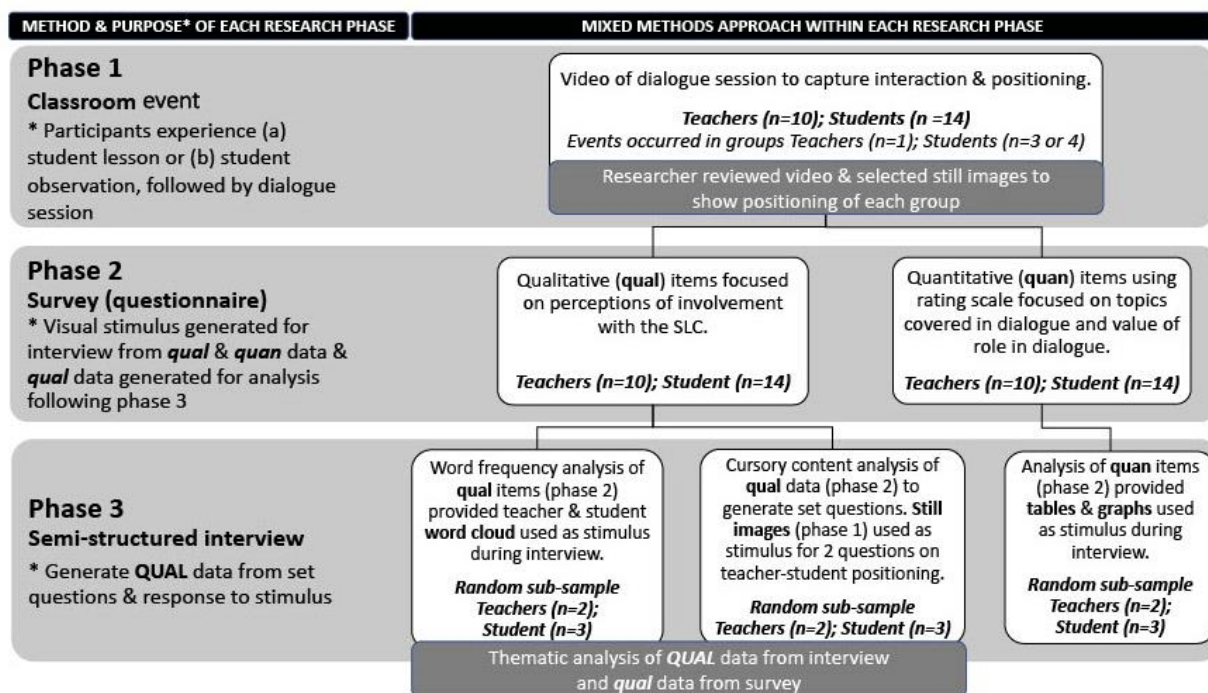 METHOD & PURPOSE* OF EACH RESEARCH PHASE
MIXED METHODS APPROACH WITHIN EACH RESEARCH PHASE
Phase 1
Classroom event
* Participants experience (a)
student lesson or (b) student
observation, followed by dialogue
session
Video of dialogue session to capture interaction & positioning.
Teachers (n=10); Students (n =14)
Events occurred in groups Teachers (n=1); Students (n=3 or 4)
Researcher reviewed video & selected still images to
show positioning of each group
Phase 2
Survey (questionnaire)
* Visual stimulus generated for
interview from qual & quan data &
qual data generated for analysis
following phase 3
Qualitative (qual) items focused
on perceptions of involvement
with the SLC.
Teachers (n=10); Student (n=14)
Quantitative (quan) items using
rating scale focused on topics
covered in dialogue and value of
role in dialogue.
Teachers (n=10); Student (n=14)
Phase 3
Semi-structured interview
* Generate QUAL data from set
questions & response to stimulus
Word frequency analysis of
qual items (phase 2)
provided teacher & student
word cloud used as stimulus
during interview.
Random sub-sample
Teachers (n=2);
Student (n=3)
Cursory content analysis of
qual data (phase 2) to
generate set questions. Still
images (phase 1) used as
stimulus for 2 questions on
teacher-student positioning.
Random sub-sample
Teachers (n=2); Student (n=3)
Analysis of quan items
(phase 2) provided
tables & graphs used
as stimulus during
interview.
Random sub-sample
Teachers (n=2);
Student (n=3)
Thematic analysis of QUAL data from interview
and qual data from survey